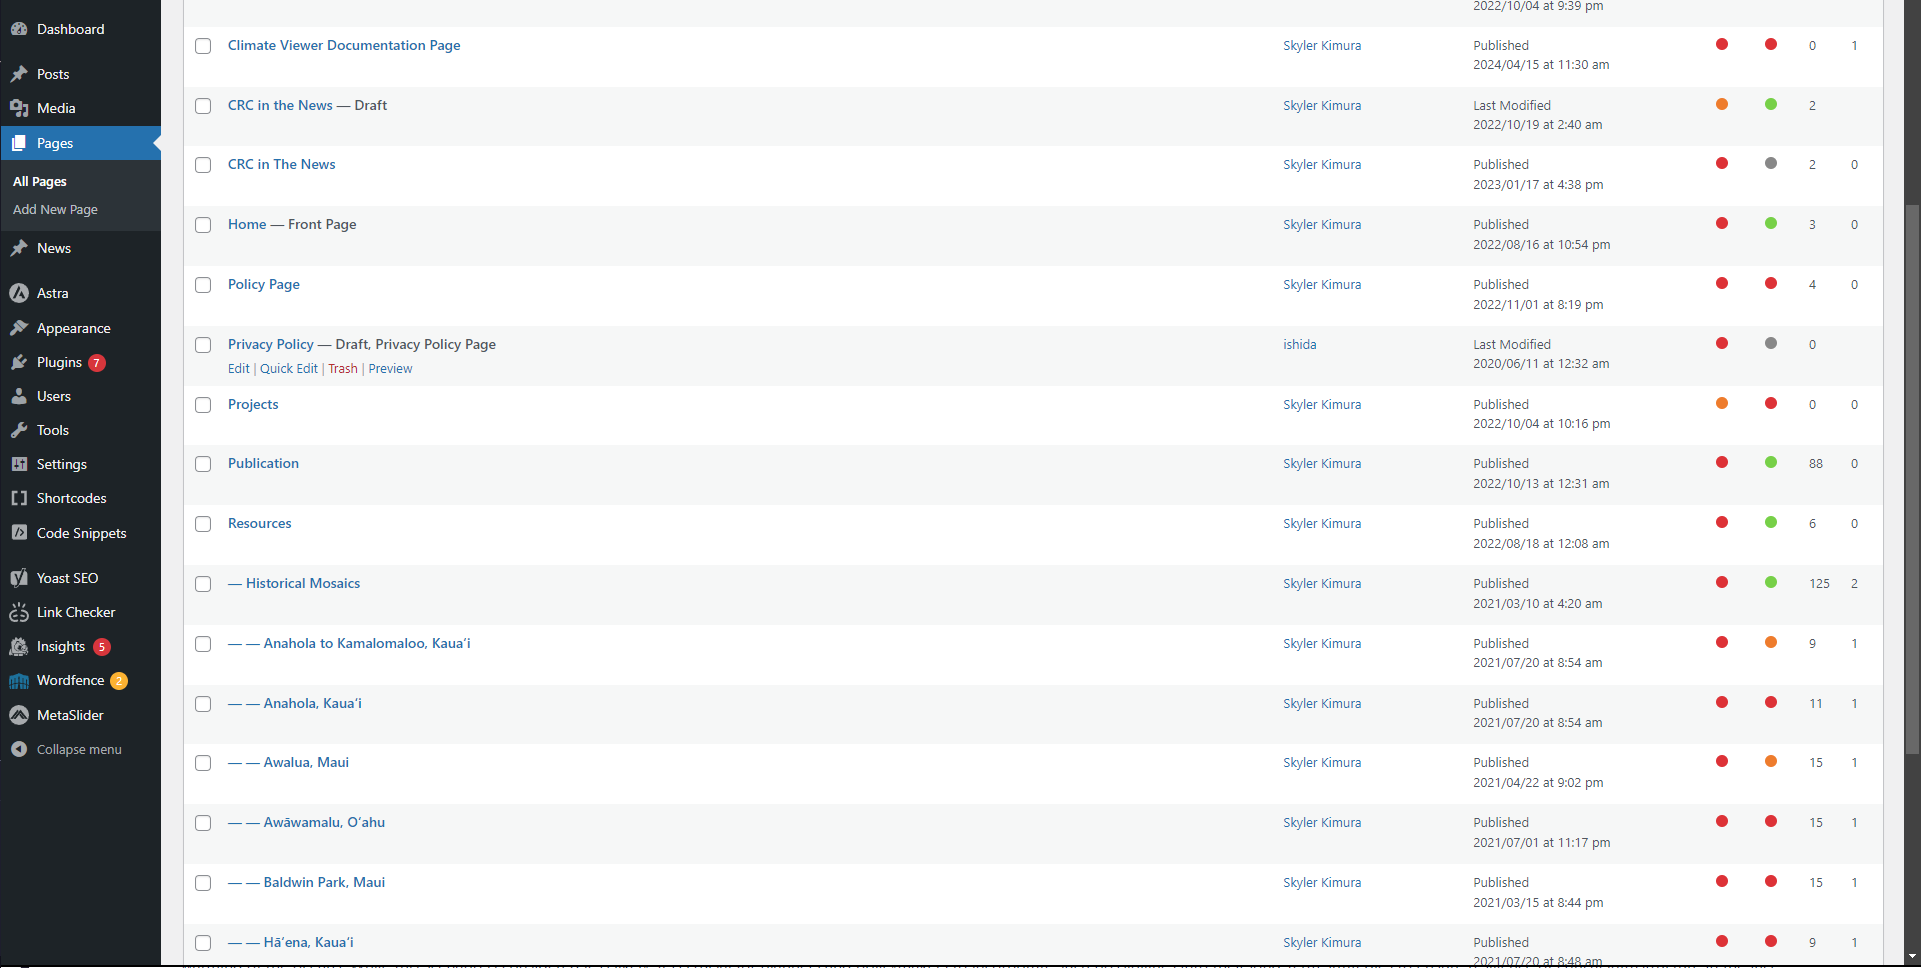 Dashboard
Posts
Media
Pages
All Pages
Add New Page
News
Astra
Appearance
Plugins 7
Users
Tools
Settings
Shortcodes
Code Snippets
Yoast SEO
Link Checker
Insights 5
Wordfence 2
MetaSlider
Collapse menu
2022/10/04 at 9:39 pm
Climate Viewer Documentation Page Skyler Kimura Published 0 1
2024/04/15 at 11:30 am
CRC in the News — Draft Skyler Kimura Last Modified 2
2022/10/19 at 2:40 am
CRC in The News Skyler Kimura Published 2 0
2023/01/17 at 4:38 pm
Home — Front Page Skyler Kimura Published 3 0
2022/08/16 at 10:54 pm
Policy Page Skyler Kimura Published 4 0
2022/11/01 at 8:19 pm
Privacy Policy — Draft, Privacy Policy Page ishida Last Modified 0
Edit | Quick Edit | Trash | Preview 2020/06/11 at 12:32 am
Projects Skyler Kimura Published 0 0
2022/10/04 at 10:16 pm
Publication Skyler Kimura Published 88 0
2022/10/13 at 12:31 am
Resources Skyler Kimura Published 6 0
2022/08/18 at 12:08 am
— Historical Mosaics Skyler Kimura Published 125 2
2021/03/10 at 4:20 am
— — Anahola to Kamalomaloo, Kauaʻi Skyler Kimura Published 9 1
2021/07/20 at 8:54 am
— — Anahola, Kauaʻi Skyler Kimura Published 11 1
2021/07/20 at 8:54 am
— — Awalua, Maui Skyler Kimura Published 15 1
2021/04/22 at 9:02 pm
— — Awāwamalu, Oʻahu Skyler Kimura Published 15 1
2021/07/01 at 11:17 pm
— — Baldwin Park, Maui Skyler Kimura Published 15 1
2021/03/15 at 8:44 pm
— — Hāʻena, Kauaʻi Skyler Kimura Published 9 1
2021/07/20 at 8:48 am